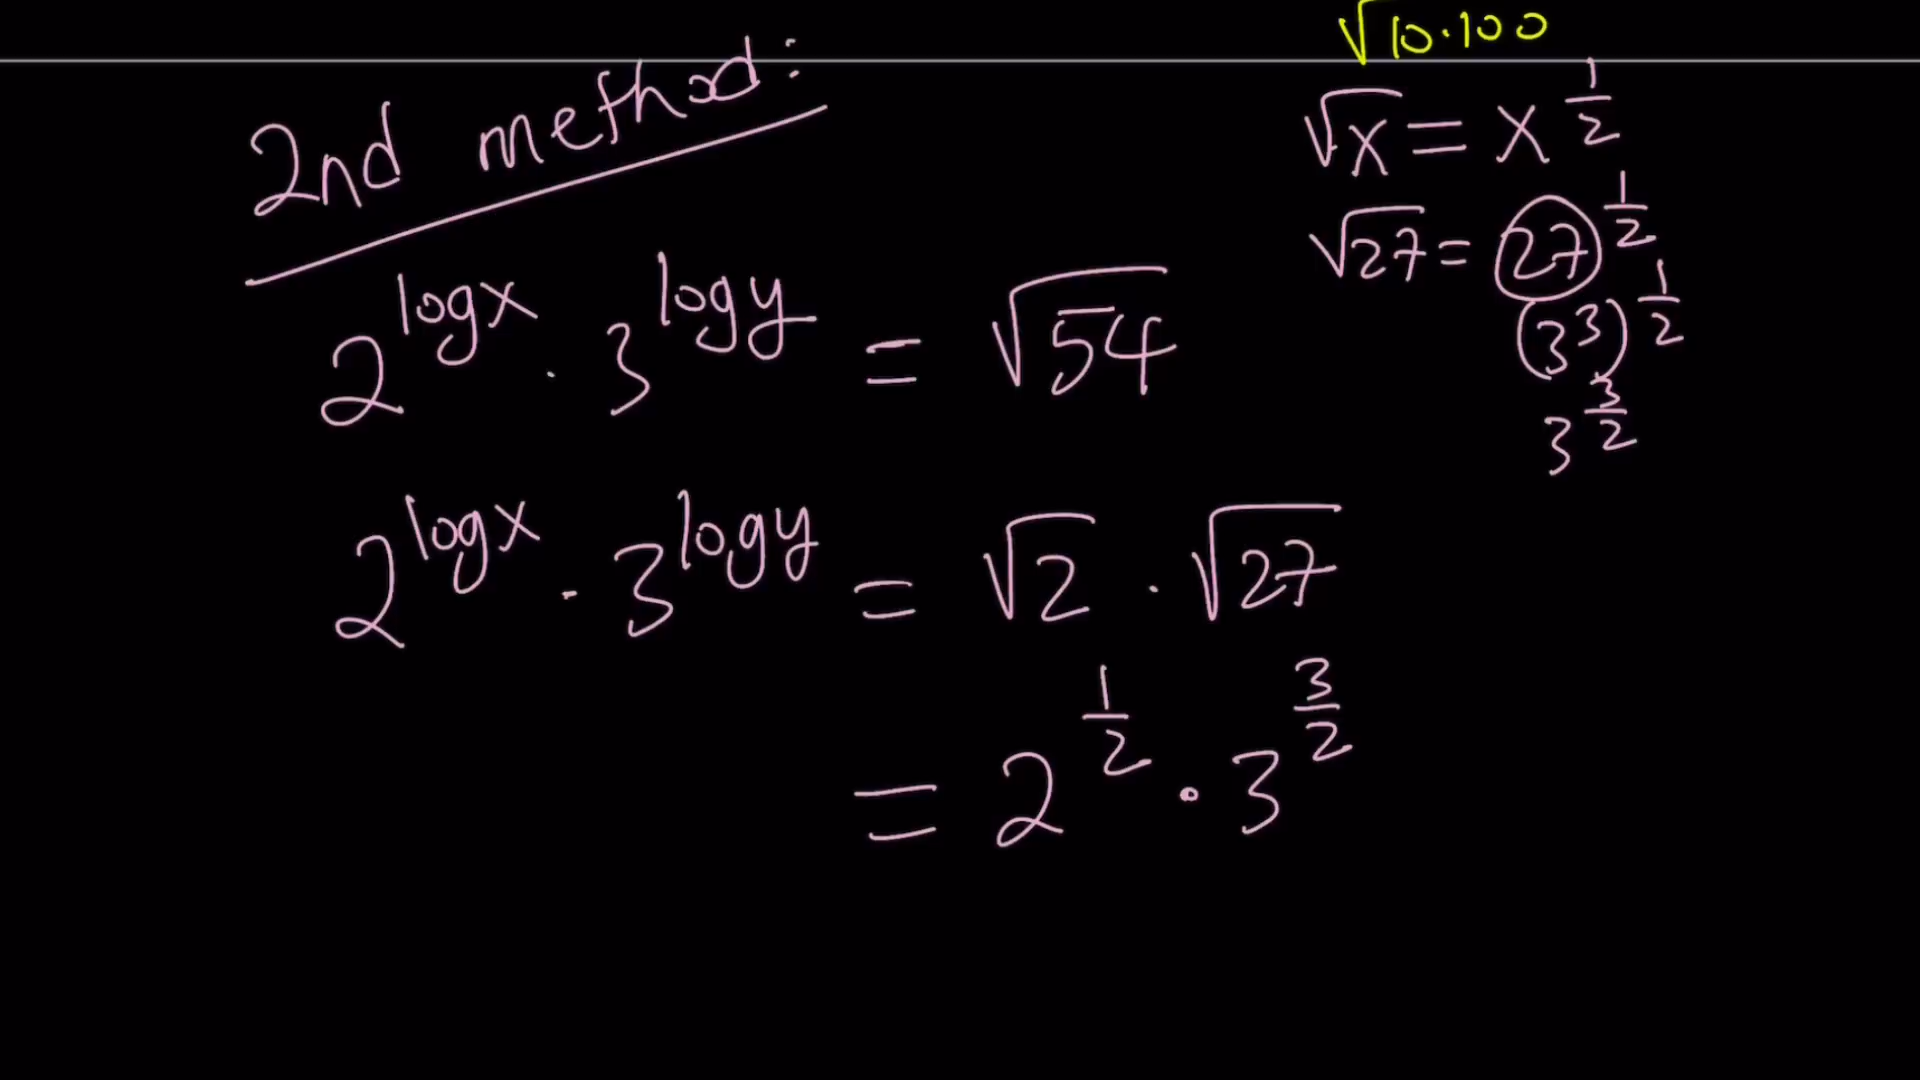 √10·100
2nd method:
√x = x^(1/2)
√27 = 27^(1/2)
(3^3)^(1/2)
3^(3/2)
2^(log x) · 3^(log y) = √54
2^(log x) · 3^(log y) = √2 · √27
= 2^(1/2) · 3^(3/2)